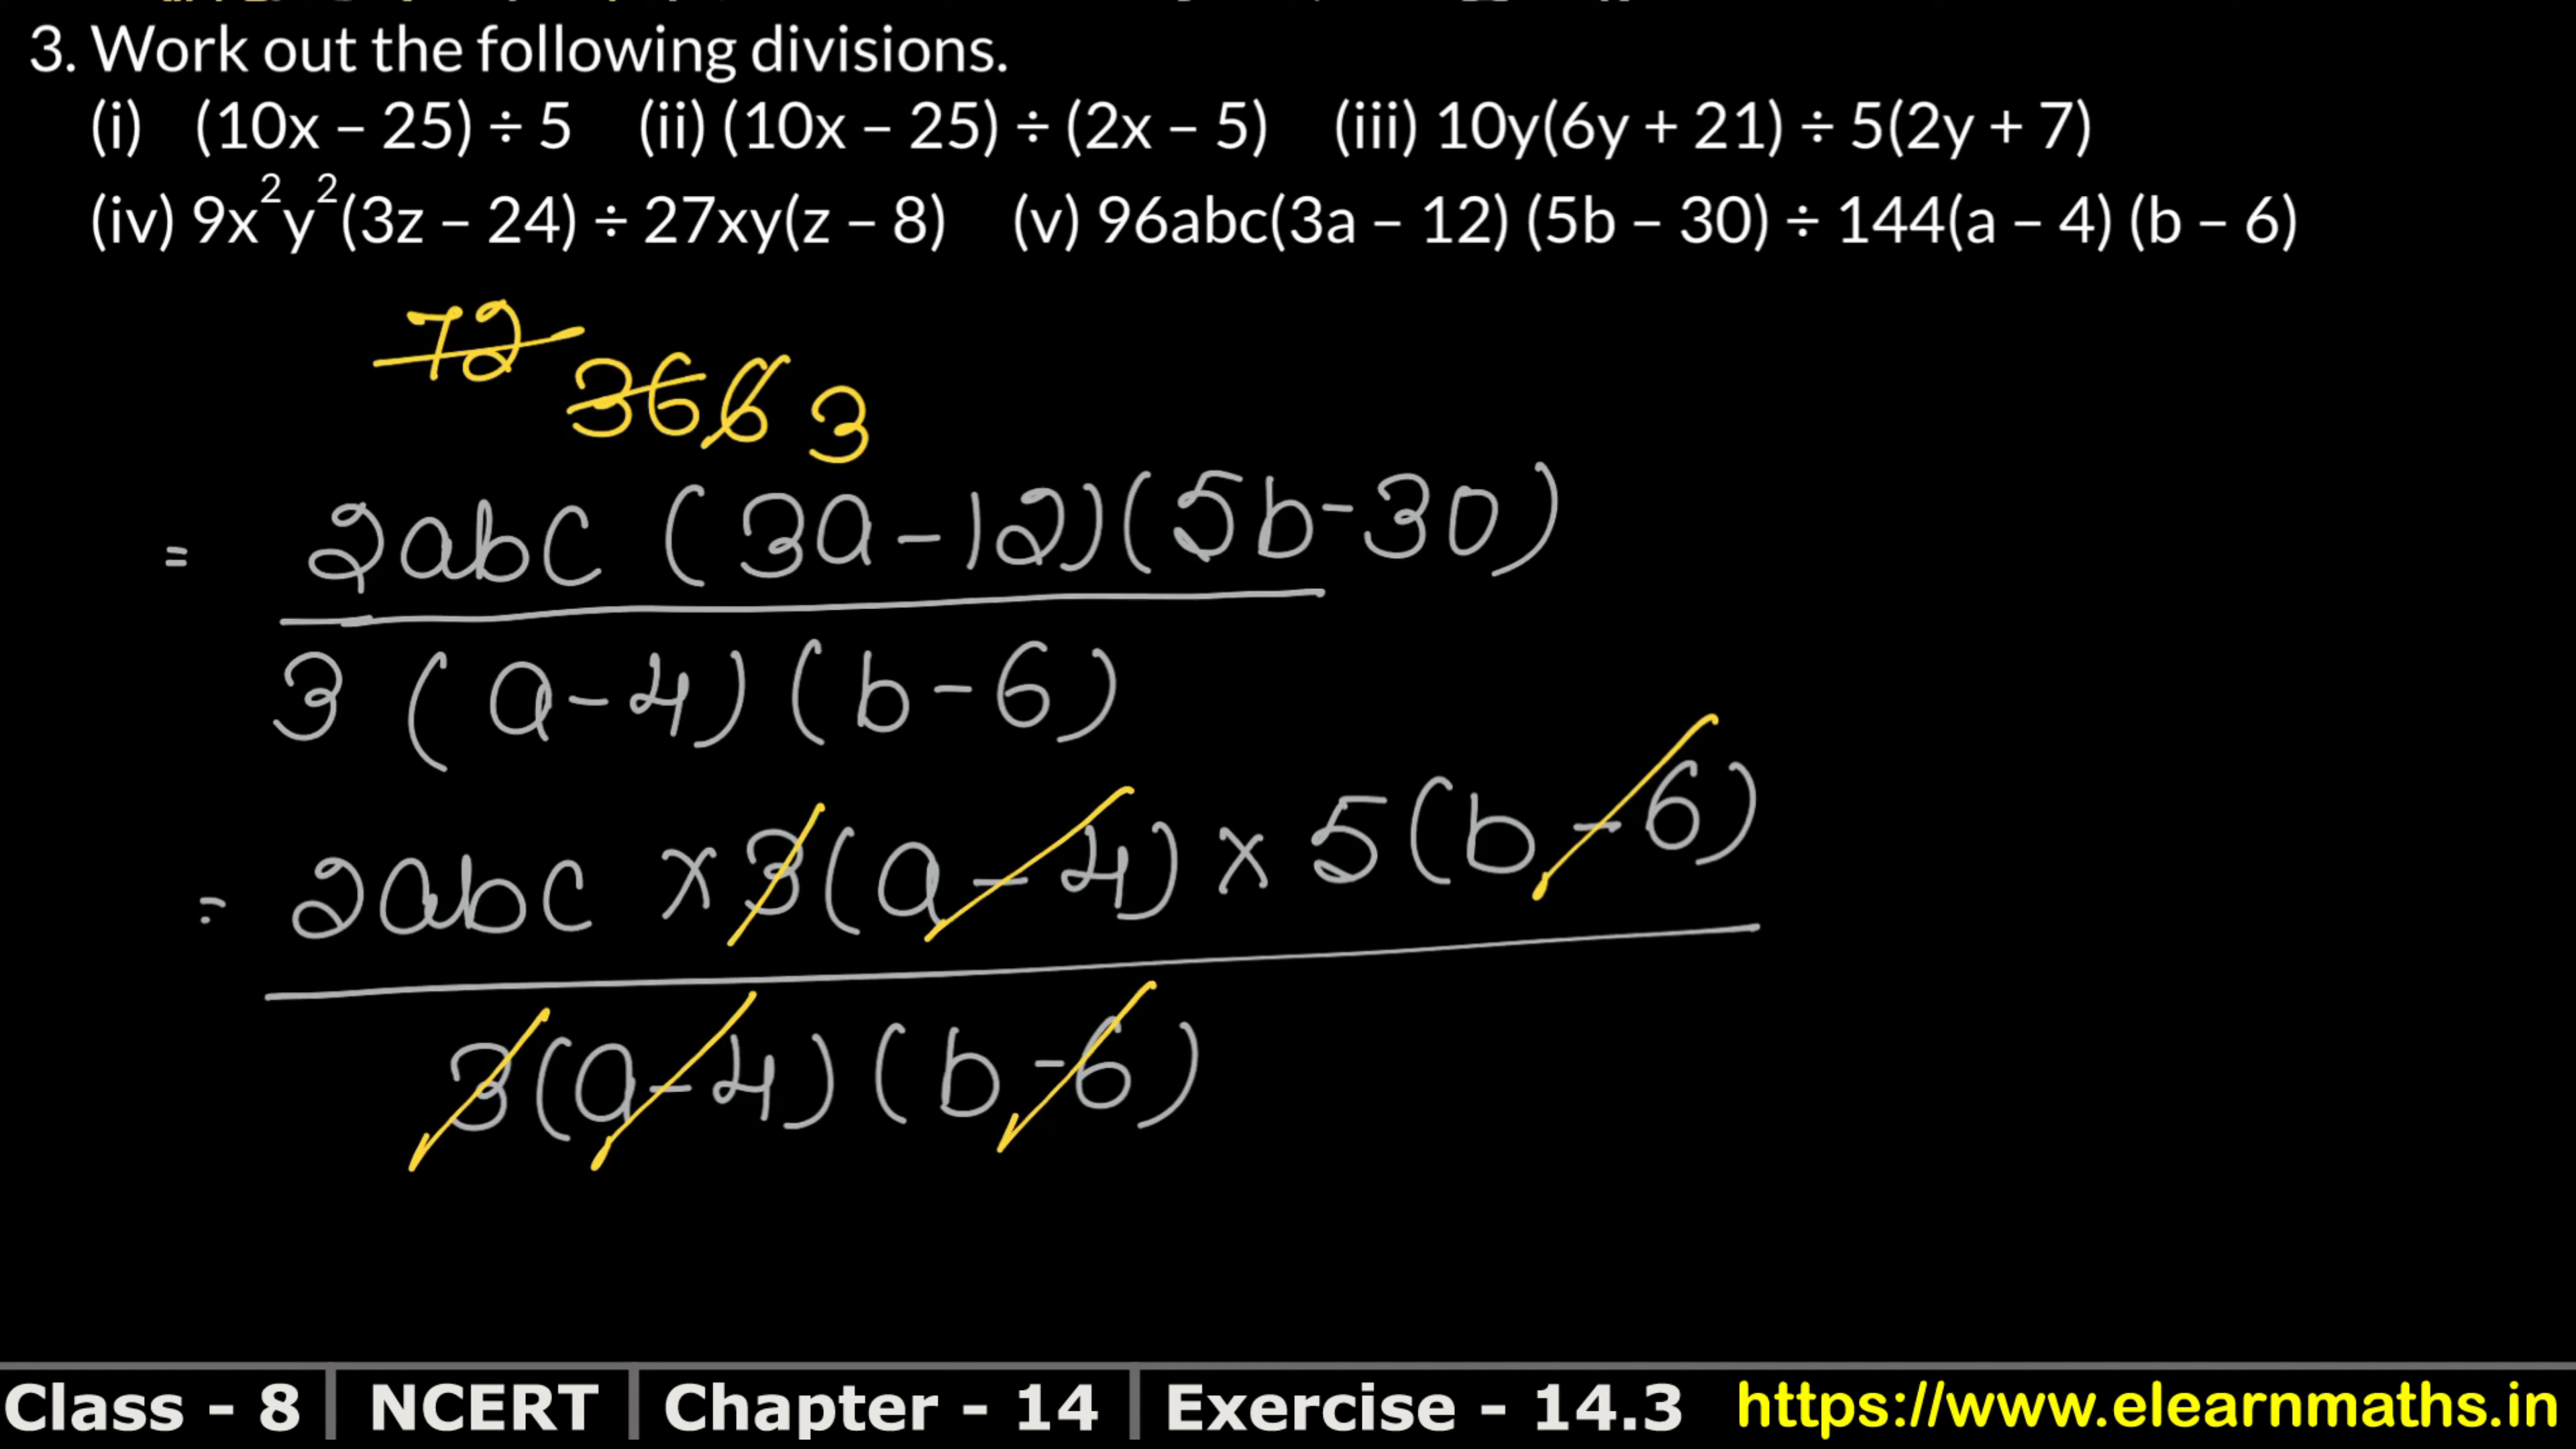 3. Work out the following divisions.
(i) (10x – 25) ÷ 5 (ii) (10x – 25) ÷ (2x – 5) (iii) 10y(6y + 21) ÷ 5(2y + 7)
(iv) 9x²y²(3z – 24) ÷ 27xy(z – 8) (v) 96abc(3a – 12) (5b – 30) ÷ 144(a – 4) (b – 6)
72 36 6 3
= 2abc (3a-12)(5b-30)
3 (a-4) (b-6)
= 2abc × 3(a-4) × 5(b-6)
3(a-4)(b-6)
Class - 8 | NCERT | Chapter - 14 | Exercise - 14.3 https://www.elearnmaths.in